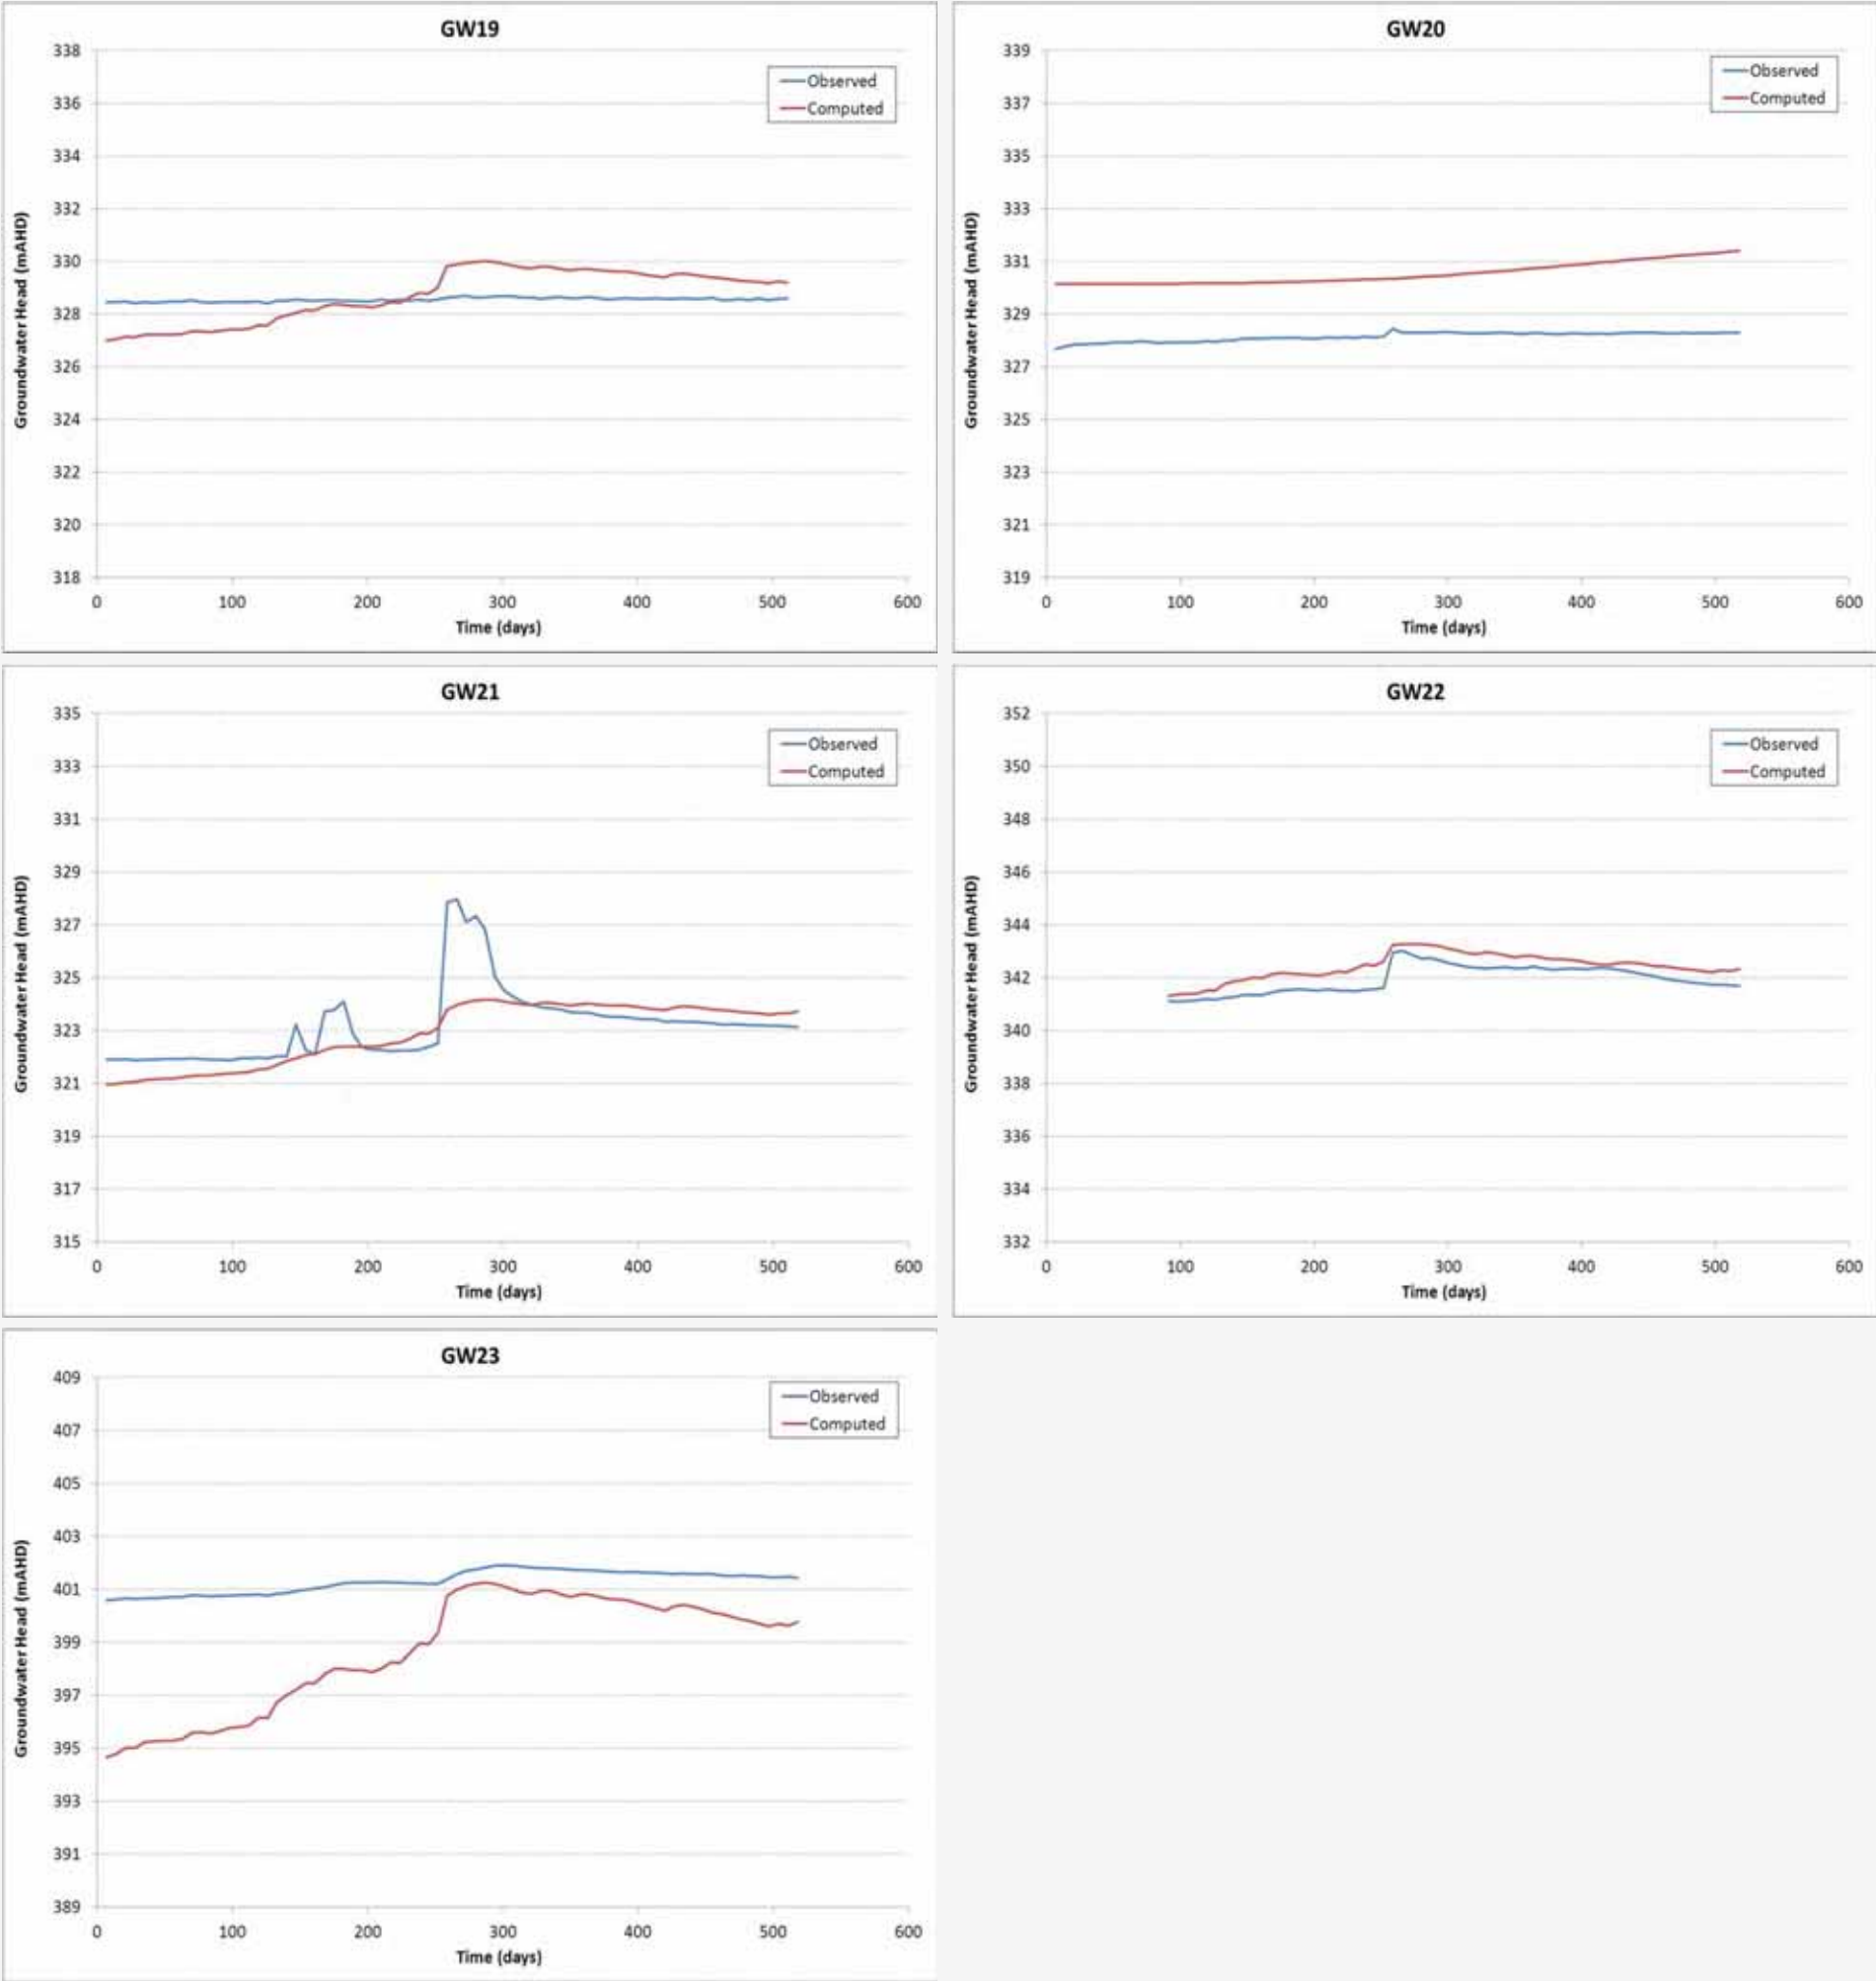 GW19
338
336
334
332
330
328
326
324
322
320
318
0 100 200 300 400 500 600
Groundwater Head (mAHD)
Time (days)
Observed
Computed
GW20
339
337
335
333
331
329
327
325
323
321
319
0 100 200 300 400 500 600
Groundwater Head (mAHD)
Time (days)
Observed
Computed
GW21
335
333
331
329
327
325
323
321
319
317
315
0 100 200 300 400 500 600
Groundwater Head (mAHD)
Time (days)
Observed
Computed
GW22
352
350
348
346
344
342
340
338
336
334
332
0 100 200 300 400 500 600
Groundwater Head (mAHD)
Time (days)
Observed
Computed
GW23
409
407
405
403
401
399
397
395
393
391
389
0 100 200 300 400 500 600
Groundwater Head (mAHD)
Time (days)
Observed
Computed